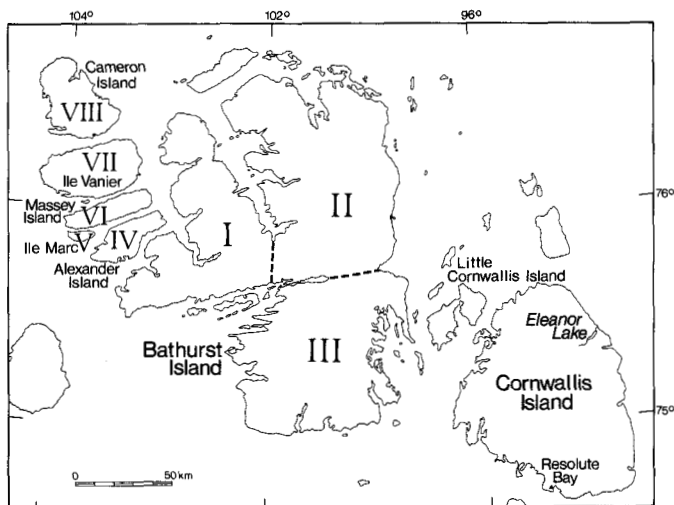 104° 102° 96°
Cameron
Island
VIII
VII
Ile Vanier
76°
Massey
Island
VI
II
I
IV
V
Ile Marc
Alexander
Island
Little
Cornwallis Island
Eleanor
Lake
Bathurst
Island
III
Cornwallis
Island
75°
Resolute
Bay
0 50 km